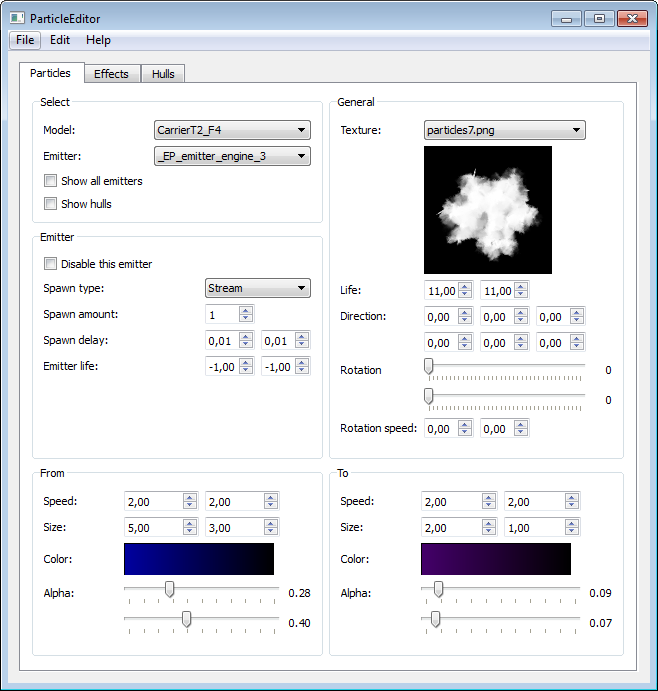 ParticleEditor
File Edit Help
Particles Effects Hulls
Select
Model: CarrierT2_F4
Emitter: _EP_emitter_engine_3
Show all emitters
Show hulls
Emitter
Disable this emitter
Spawn type: Stream
Spawn amount: 1
Spawn delay: 0,01 0,01
Emitter life: -1,00 -1,00
General
Texture: particles7.png
Life: 11,00 11,00
Direction: 0,00 0,00 0,00
0,00 0,00 0,00
Rotation 0
0
Rotation speed: 0,00 0,00
From
Speed: 2,00 2,00
Size: 5,00 3,00
Color:
Alpha: 0.28
0.40
To
Speed: 2,00 2,00
Size: 2,00 1,00
Color:
Alpha: 0.09
0.07